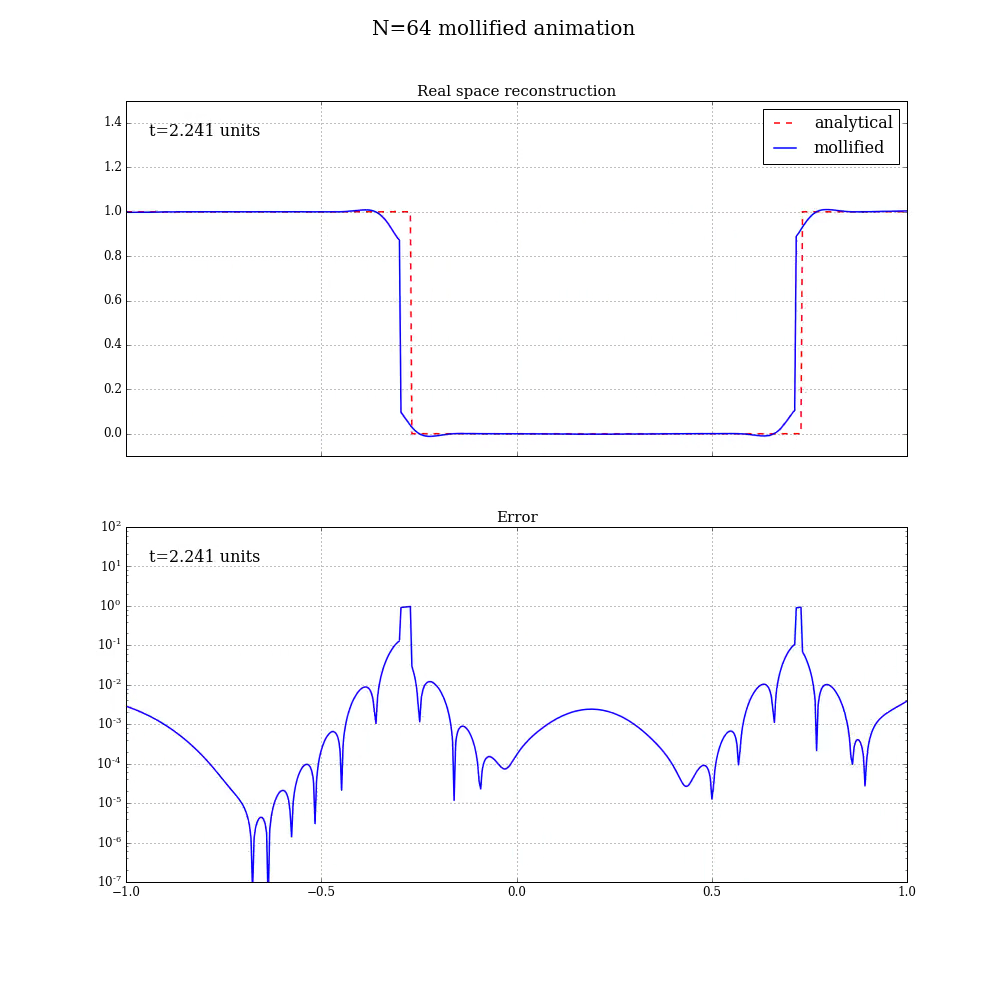 N=64 mollified animation
Real space reconstruction
t=2.241 units
analytical
mollified
1.4
1.2
1.0
0.8
0.6
0.4
0.2
0.0
Error
t=2.241 units
10²
10¹
10⁰
10⁻¹
10⁻²
10⁻³
10⁻⁴
10⁻⁵
10⁻⁶
10⁻⁷
−1.0 −0.5 0.0 0.5 1.0